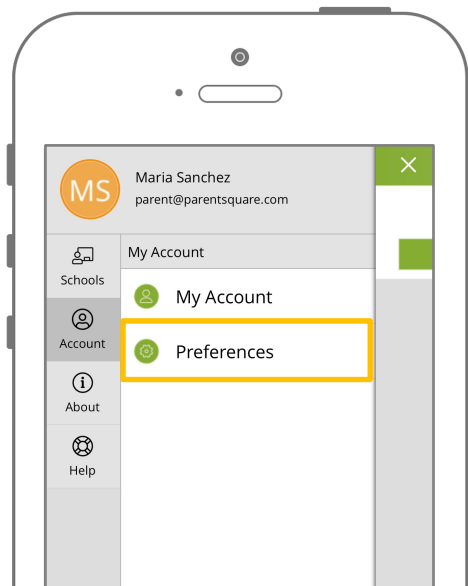 MS
Maria Sanchez
parent@parentsquare.com
Schools
Account
About
Help
My Account
My Account
Preferences